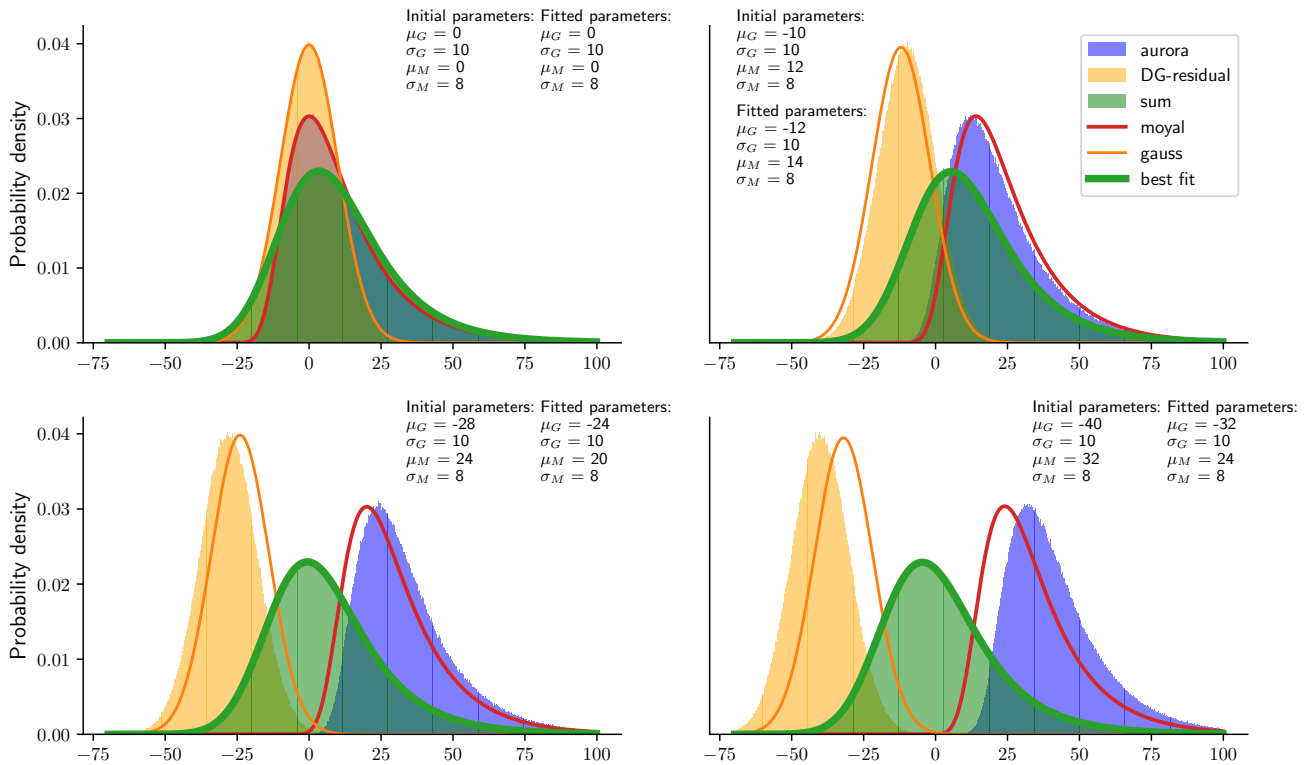 Initial parameters: Fitted parameters:
μ_G = 0 μ_G = 0
σ_G = 10 σ_G = 10
μ_M = 0 μ_M = 0
σ_M = 8 σ_M = 8
0.04
0.03
0.02
0.01
0.00
Probability density
−75 −50 −25 0 25 50 75 100
Initial parameters:
μ_G = -10
σ_G = 10
μ_M = 12
σ_M = 8
Fitted parameters:
μ_G = -12
σ_G = 10
μ_M = 14
σ_M = 8
aurora
DG-residual
sum
moyal
gauss
best fit
−75 −50 −25 0 25 50 75 100
Initial parameters: Fitted parameters:
μ_G = -28 μ_G = -24
σ_G = 10 σ_G = 10
μ_M = 24 μ_M = 20
σ_M = 8 σ_M = 8
0.04
0.03
0.02
0.01
0.00
Probability density
−75 −50 −25 0 25 50 75 100
Initial parameters: Fitted parameters:
μ_G = -40 μ_G = -32
σ_G = 10 σ_G = 10
μ_M = 32 μ_M = 24
σ_M = 8 σ_M = 8
−75 −50 −25 0 25 50 75 100